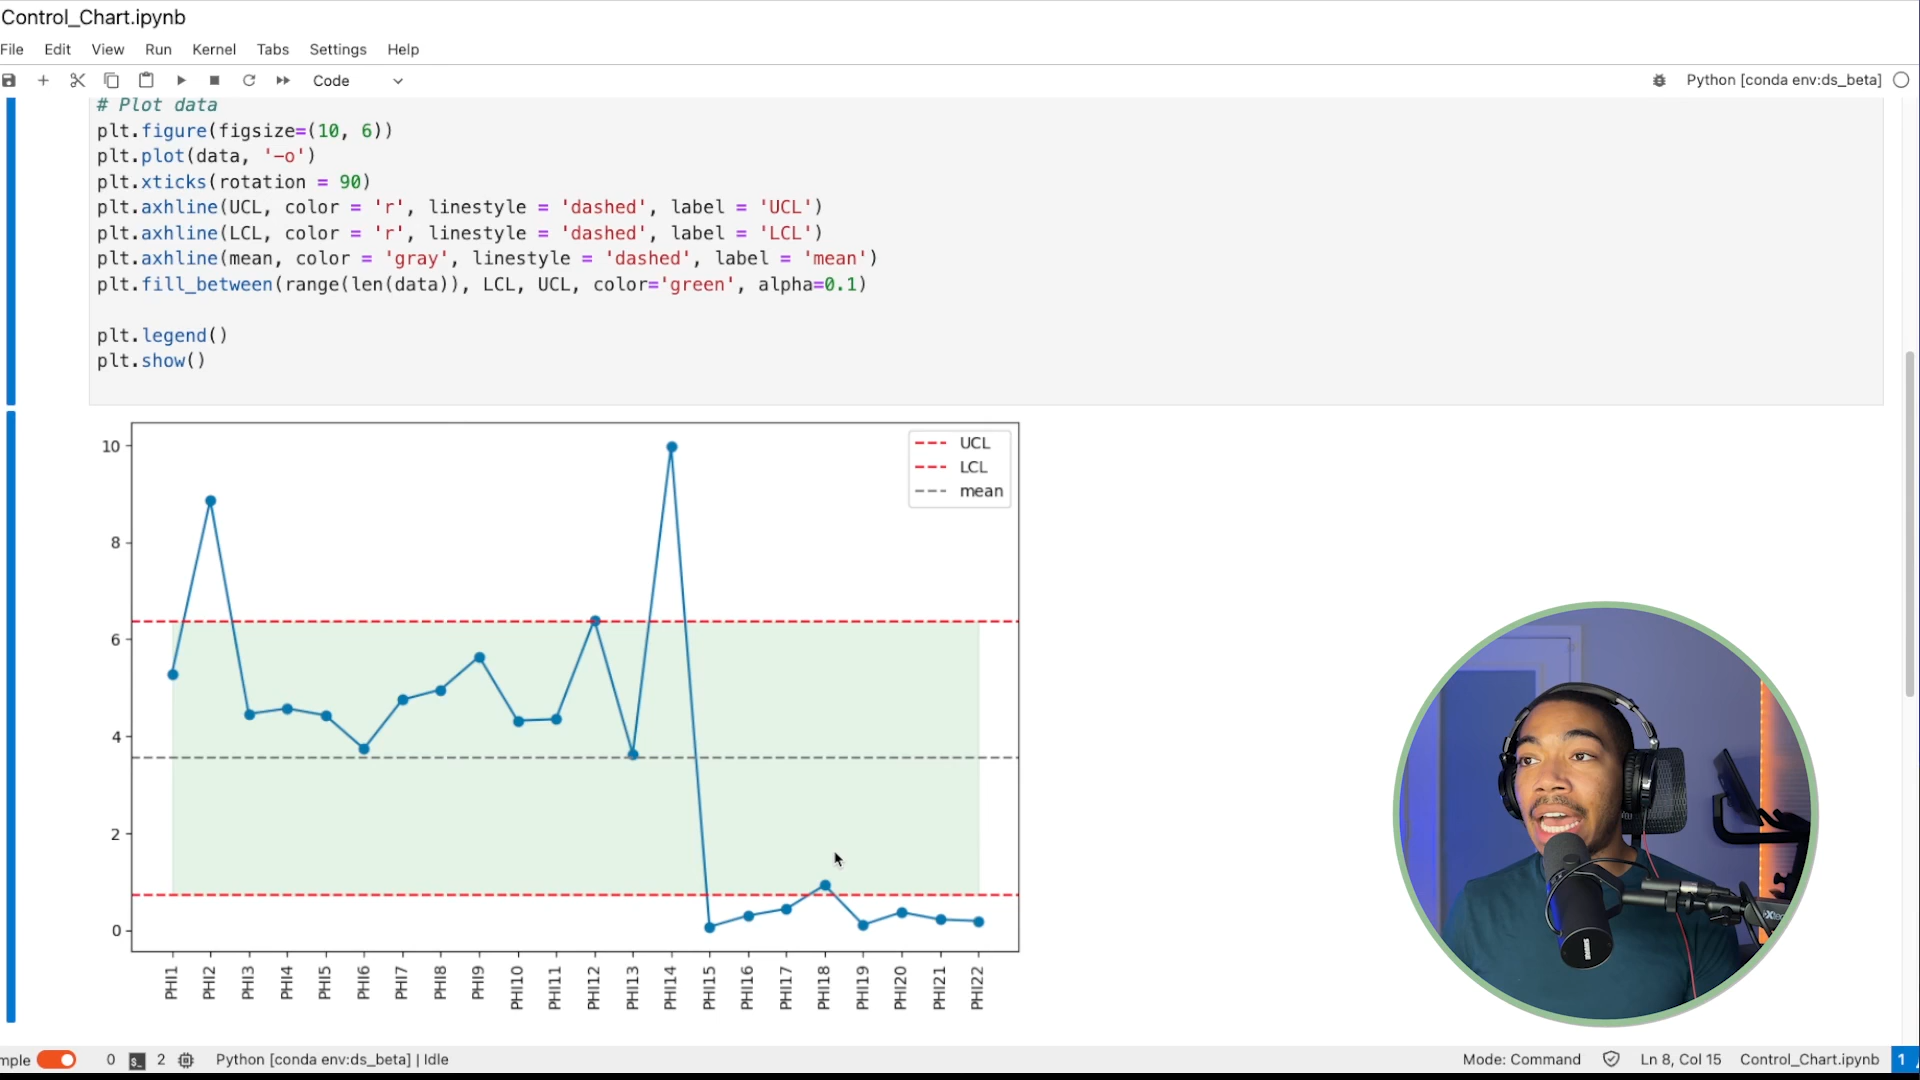 Control_Chart.ipynb
File Edit View Run Kernel Tabs Settings Help
Code
Python [conda env:ds_beta]
# Plot data
plt.figure(figsize=(10, 6))
plt.plot(data, '-o')
plt.xticks(rotation = 90)
plt.axhline(UCL, color = 'r', linestyle = 'dashed', label = 'UCL')
plt.axhline(LCL, color = 'r', linestyle = 'dashed', label = 'LCL')
plt.axhline(mean, color = 'gray', linestyle = 'dashed', label = 'mean')
plt.fill_between(range(len(data)), LCL, UCL, color='green', alpha=0.1)
plt.legend()
plt.show()
10
8
6
4
2
0
UCL
LCL
mean
PHI1 PHI2 PHI3 PHI4 PHI5 PHI6 PHI7 PHI8 PHI9 PHI10 PHI11 PHI12 PHI13 PHI14 PHI15 PHI16 PHI17 PHI18 PHI19 PHI20 PHI21 PHI22
mple 0 2 Python [conda env:ds_beta] | Idle
Mode: Command Ln 8, Col 15 Control_Chart.ipynb 1